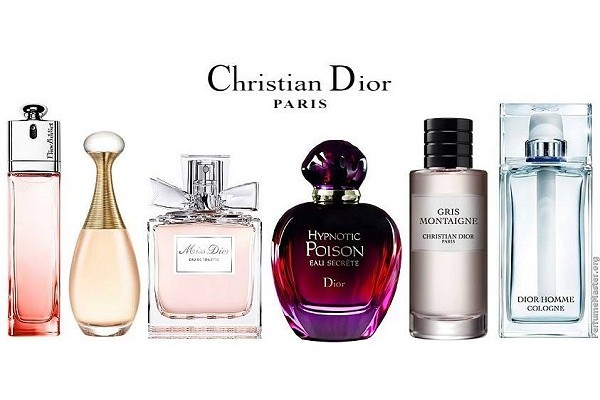 Christian Dior
PARIS
Dior Addict
Miss Dior
EAU DE TOILETTE
HYPNOTIC
POISON
EAU SECRÈTE
Dior
GRIS
MONTAIGNE
CHRISTIAN DIOR
PARIS
DIOR HOMME
COLOGNE
PerfumeMaster.org